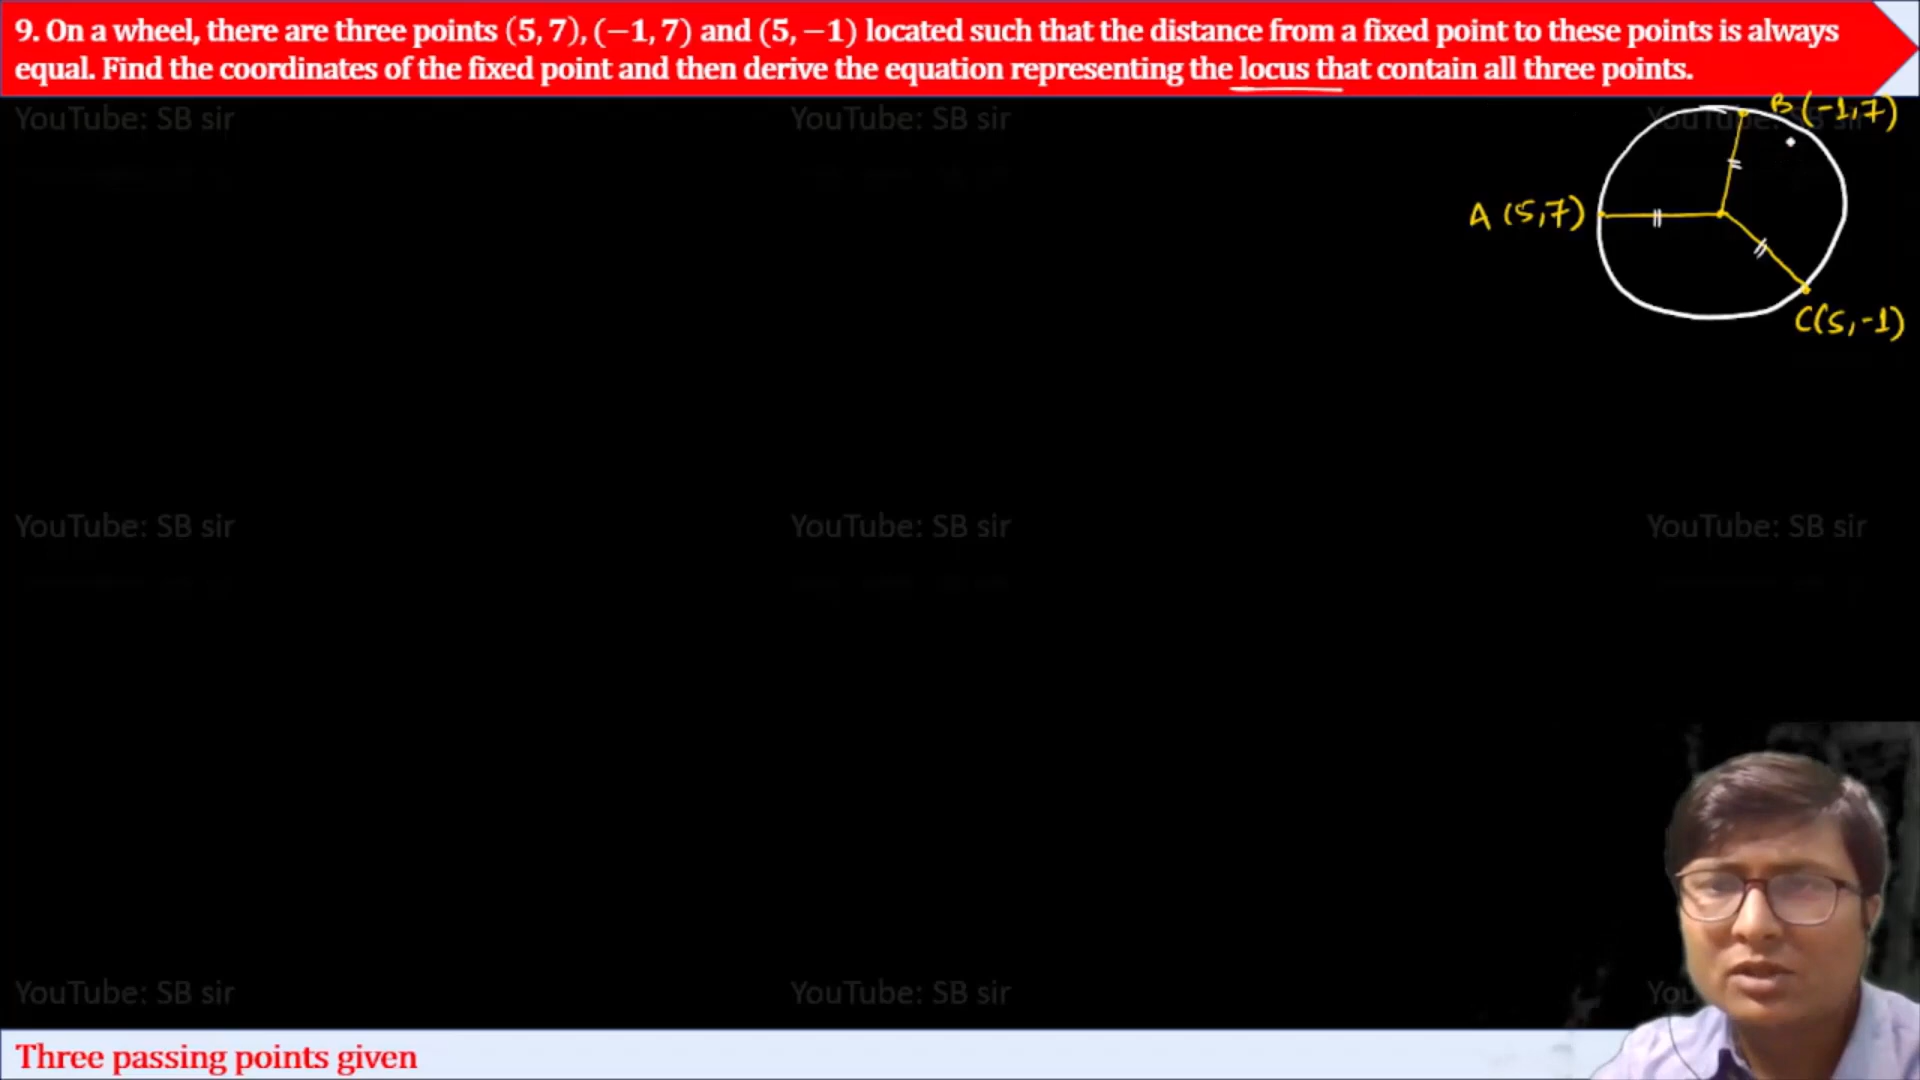 9. On a wheel, there are three points (5, 7), (−1, 7) and (5, −1) located such that the distance from a fixed point to these points is always
equal. Find the coordinates of the fixed point and then derive the equation representing the locus that contain all three points.
YouTube: SB sir
YouTube: SB sir
YouTube: SB sir
B (-1,7)
A (5,7)
C(5,-1)
YouTube: SB sir
YouTube: SB sir
YouTube: SB sir
YouTube: SB sir
YouTube: SB sir
You
Three passing points given